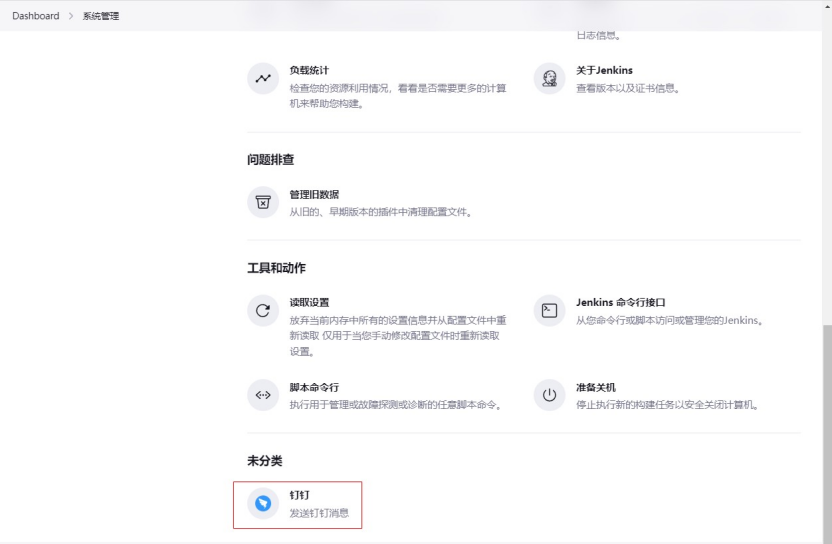 Dashboard > 系统管理
日志信息。
负载统计
检查您的资源利用情况，看看是否需要更多的计算
机来帮助您构建。
关于Jenkins
查看版本以及证书信息。
问题排查
管理旧数据
从旧的、早期版本的插件中清理配置文件。
工具和动作
读取设置
放弃当前内存中所有的设置信息并从配置文件中重
新读取 仅用于当您手动修改配置文件时重新读取
设置。
Jenkins 命令行接口
从您命令行或脚本访问或管理您的Jenkins。
脚本命令行
执行用于管理或故障探测或诊断的任意脚本命令。
准备关机
停止执行新的构建任务以安全关闭计算机。
未分类
钉钉
发送钉钉消息